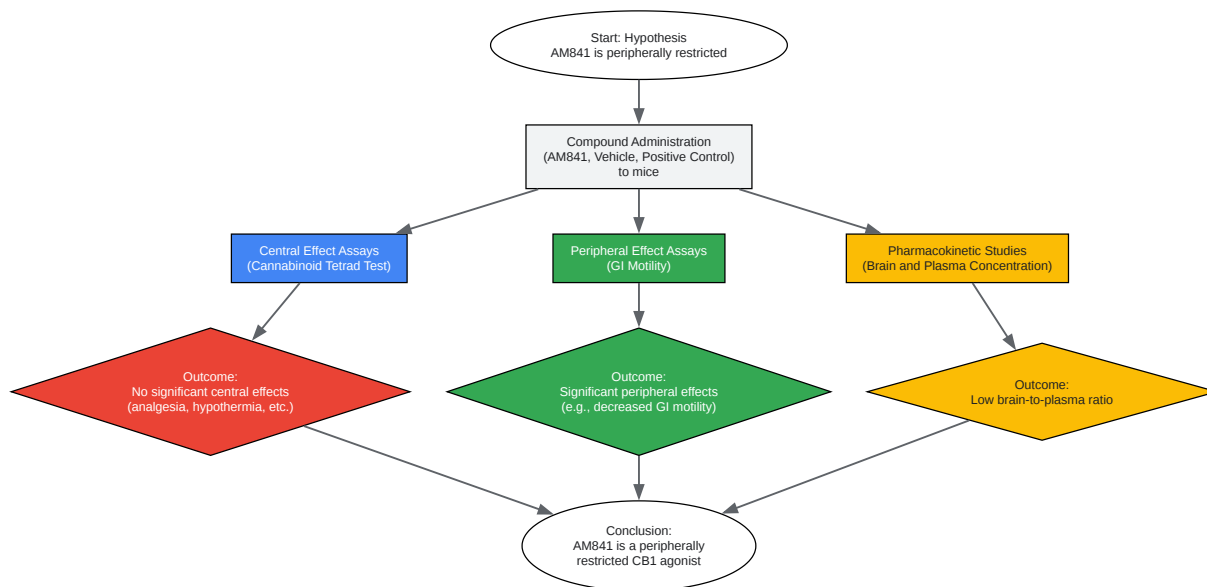 Start: Hypothesis
AM841 is peripherally restricted
Compound Administration
(AM841, Vehicle, Positive Control)
to mice
Central Effect Assays
(Cannabinoid Tetrad Test)
Peripheral Effect Assays
(GI Motility)
Pharmacokinetic Studies
(Brain and Plasma Concentration)
Outcome:
No significant central effects
(analgesia, hypothermia, etc.)
Outcome:
Significant peripheral effects
(e.g., decreased GI motility)
Outcome:
Low brain-to-plasma ratio
Conclusion:
AM841 is a peripherally
restricted CB1 agonist